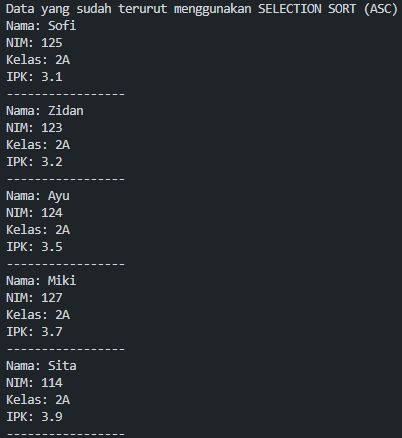 Data yang sudah terurut menggunakan SELECTION SORT (ASC)
Nama: Sofi
NIM: 125
Kelas: 2A
IPK: 3.1
-----------------
Nama: Zidan
NIM: 123
Kelas: 2A
IPK: 3.2
-----------------
Nama: Ayu
NIM: 124
Kelas: 2A
IPK: 3.5
-----------------
Nama: Miki
NIM: 127
Kelas: 2A
IPK: 3.7
-----------------
Nama: Sita
NIM: 114
Kelas: 2A
IPK: 3.9
-----------------